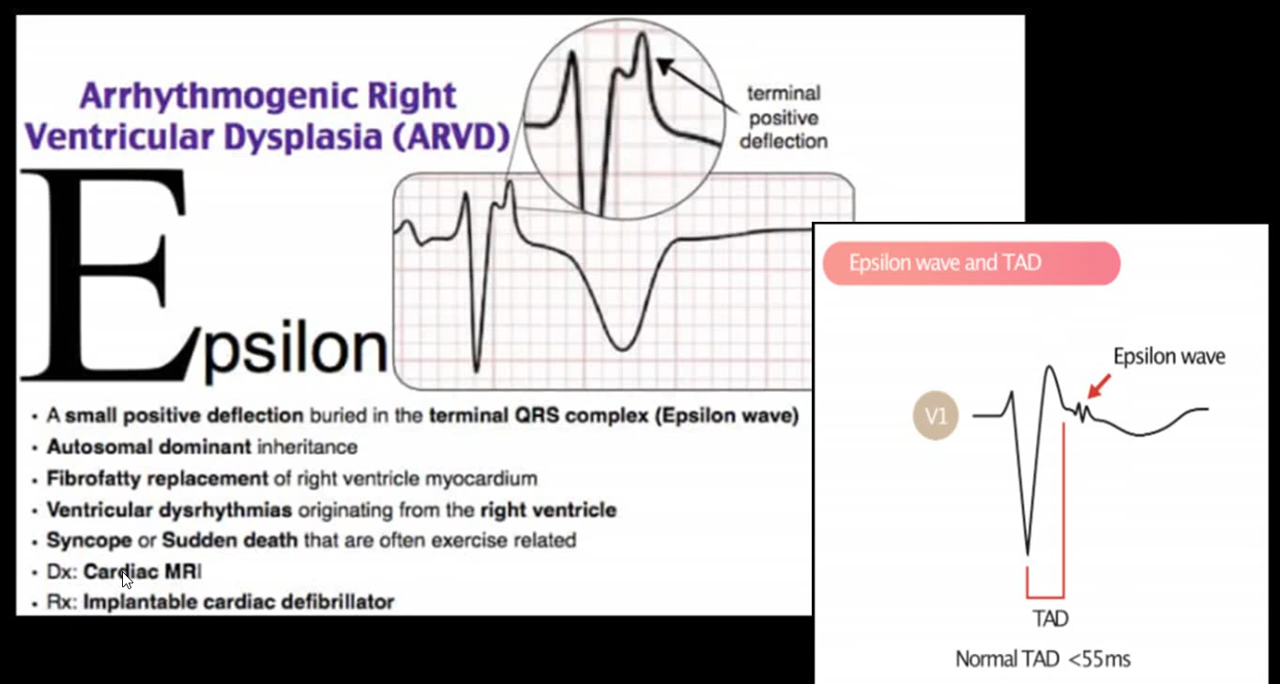 Arrhythmogenic Right
Ventricular Dysplasia (ARVD)
terminal
positive
deflection
Epsilon
• A small positive deflection buried in the terminal QRS complex (Epsilon wave)
• Autosomal dominant inheritance
• Fibrofatty replacement of right ventricle myocardium
• Ventricular dysrhythmias originating from the right ventricle
• Syncope or Sudden death that are often exercise related
• Dx: Cardiac MRI
• Rx: Implantable cardiac defibrillator
Epsilon wave and TAD
Epsilon wave
V1
TAD
Normal TAD <55ms